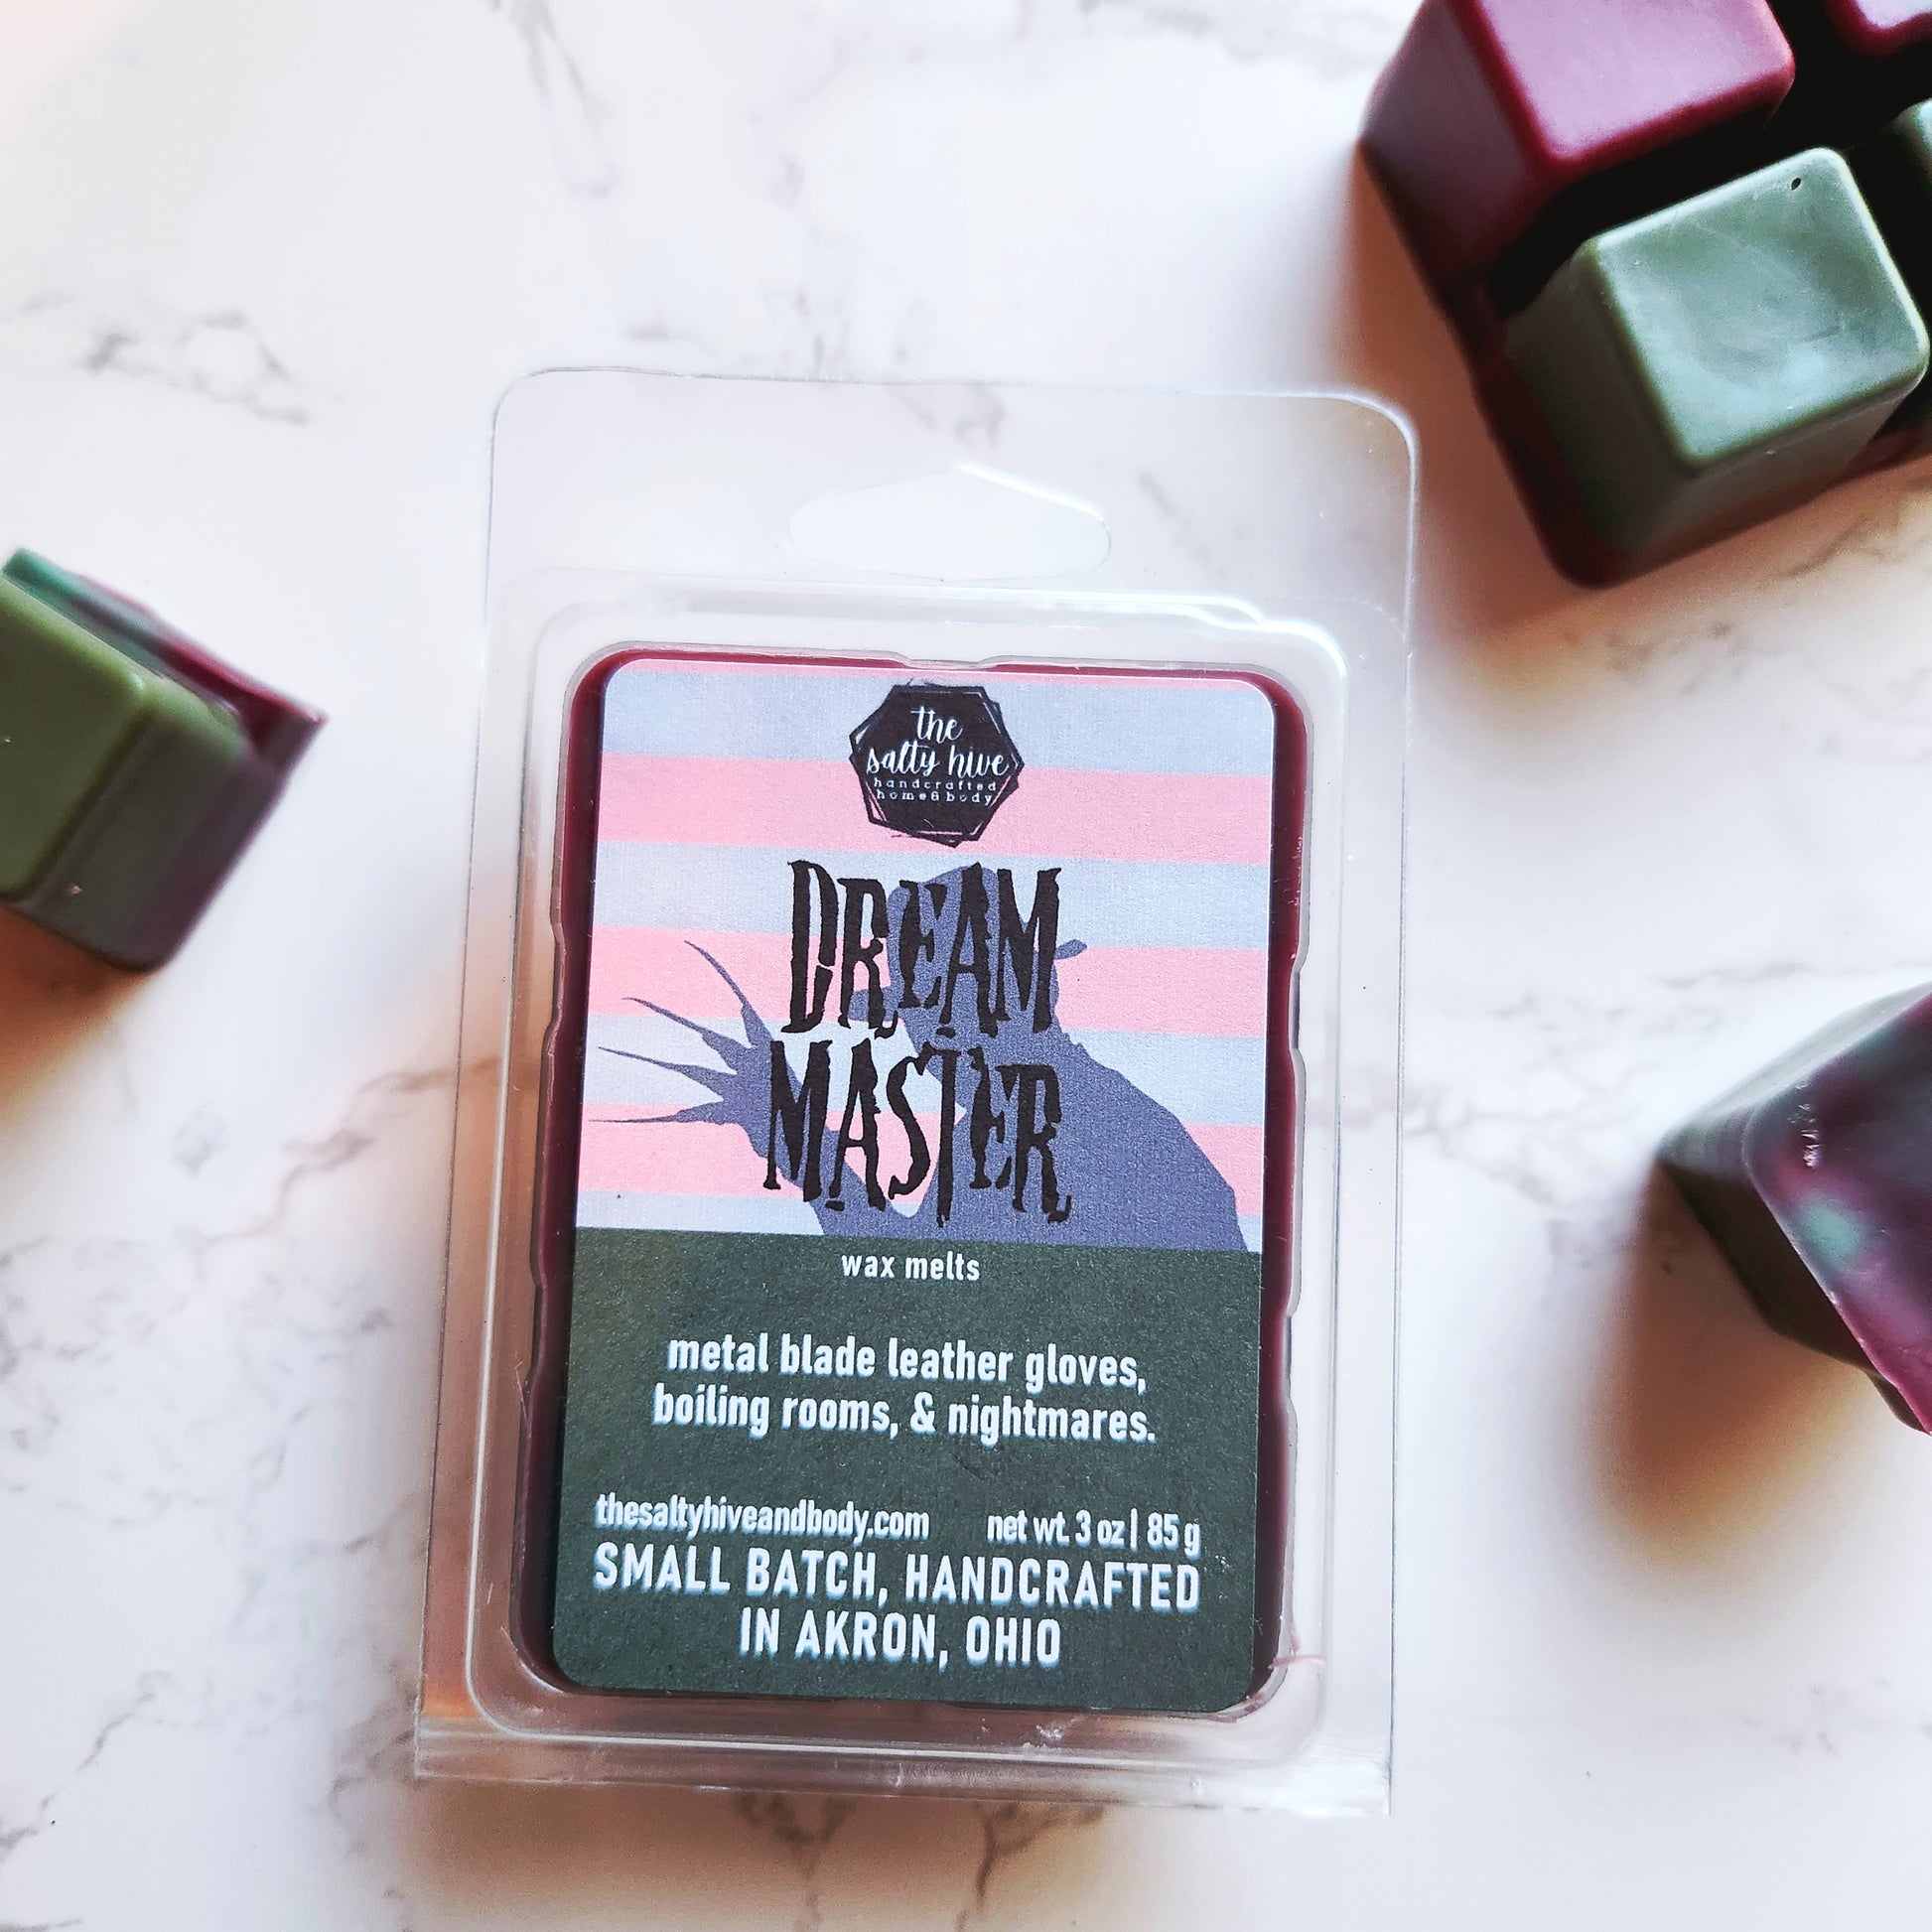 the
salty hive
handcrafted
home&body
DREAM
MASTER
wax melts
metal blade leather gloves,
boiling rooms, & nightmares.
thesaltyhiveandbody.com net wt. 3 oz | 85 g
SMALL BATCH, HANDCRAFTED
IN AKRON, OHIO